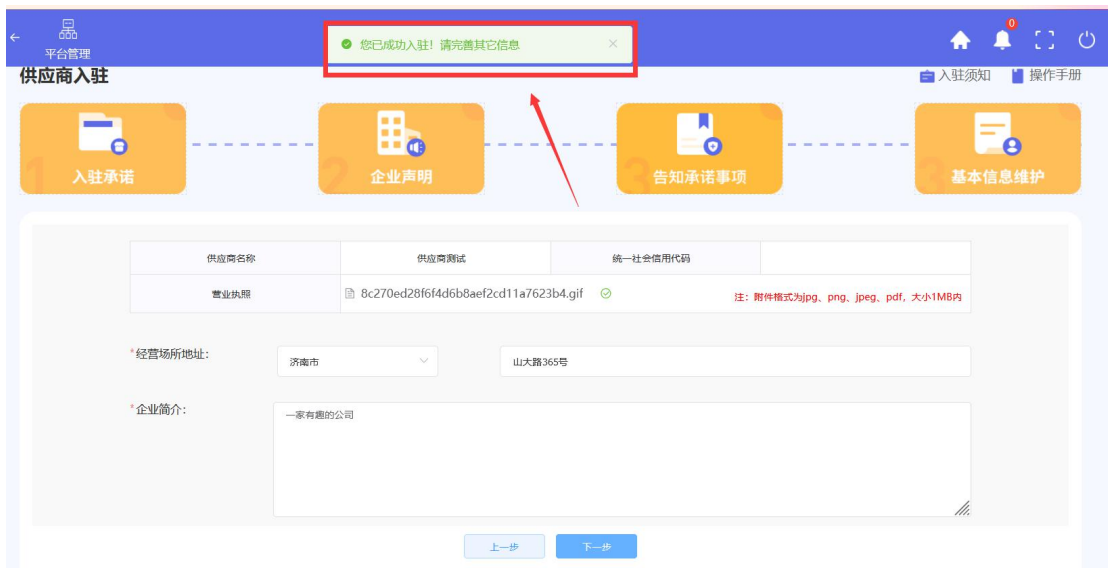 0
平台管理
您已成功入驻！请完善其它信息
供应商入驻
入驻须知 操作手册
1 入驻承诺
2 企业声明
3 告知承诺事项
3 基本信息维护
供应商名称 供应商测试 统一社会信用代码
营业执照 8c270ed28f6f4d6b8aef2cd11a7623b4.gif 注：附件格式为jpg、png、jpeg、pdf，大小1MB内
*经营场所地址： 济南市 山大路365号
*企业简介： 一家有趣的公司
上一步 下一步